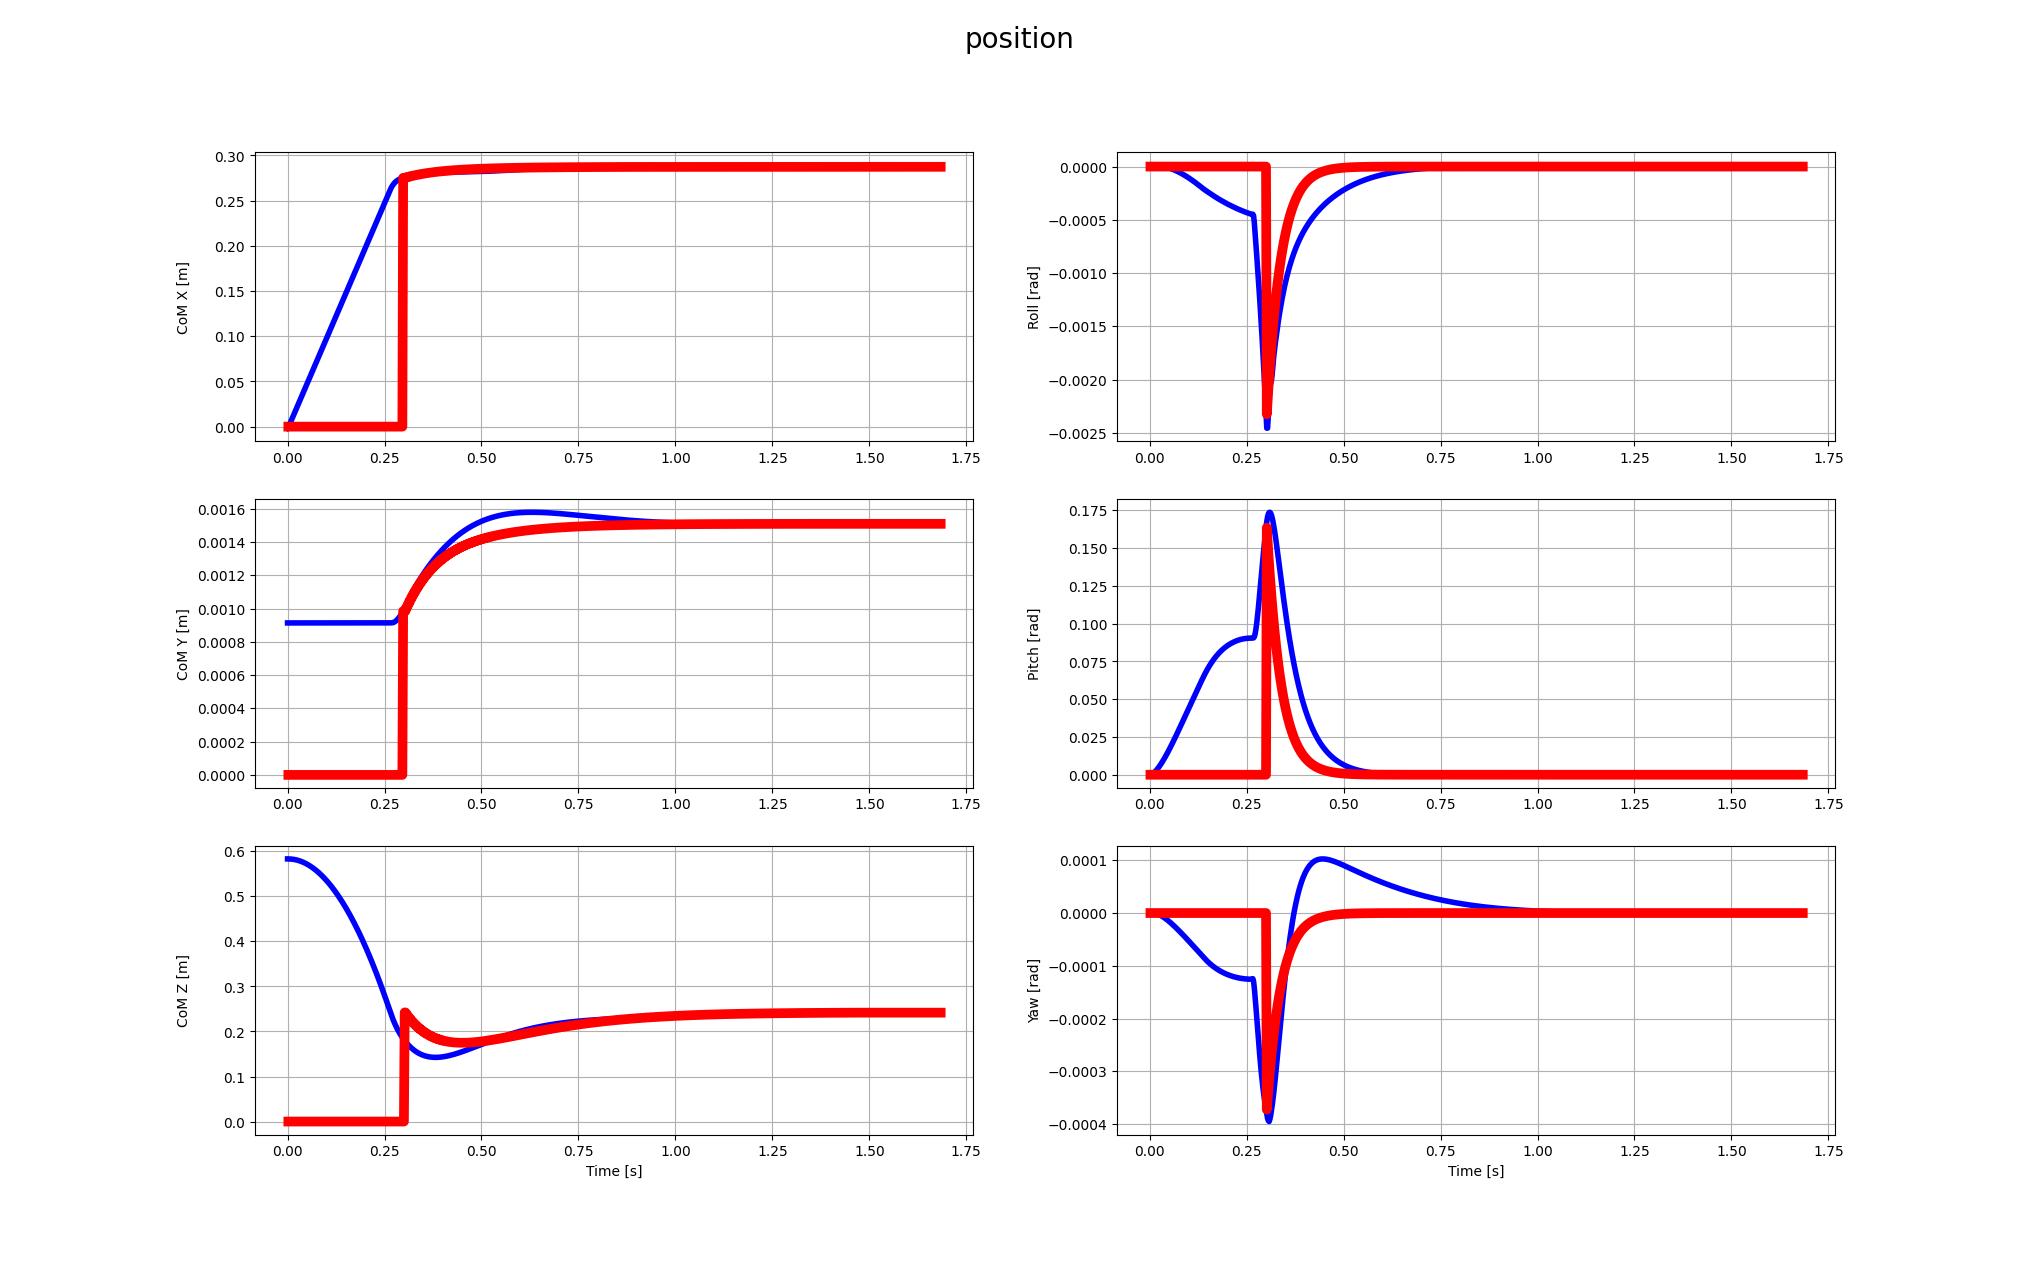 position
0.30
0.25
0.20
0.15
0.10
0.05
0.00
CoM X [m]
0.00 0.25 0.50 0.75 1.00 1.25 1.50 1.75
0.0000
−0.0005
−0.0010
−0.0015
−0.0020
−0.0025
Roll [rad]
0.00 0.25 0.50 0.75 1.00 1.25 1.50 1.75
0.0016
0.0014
0.0012
0.0010
0.0008
0.0006
0.0004
0.0002
0.0000
CoM Y [m]
0.00 0.25 0.50 0.75 1.00 1.25 1.50 1.75
0.175
0.150
0.125
0.100
0.075
0.050
0.025
0.000
Pitch [rad]
0.00 0.25 0.50 0.75 1.00 1.25 1.50 1.75
0.6
0.5
0.4
0.3
0.2
0.1
0.0
CoM Z [m]
0.00 0.25 0.50 0.75 1.00 1.25 1.50 1.75
Time [s]
0.0001
0.0000
−0.0001
−0.0002
−0.0003
−0.0004
Yaw [rad]
0.00 0.25 0.50 0.75 1.00 1.25 1.50 1.75
Time [s]